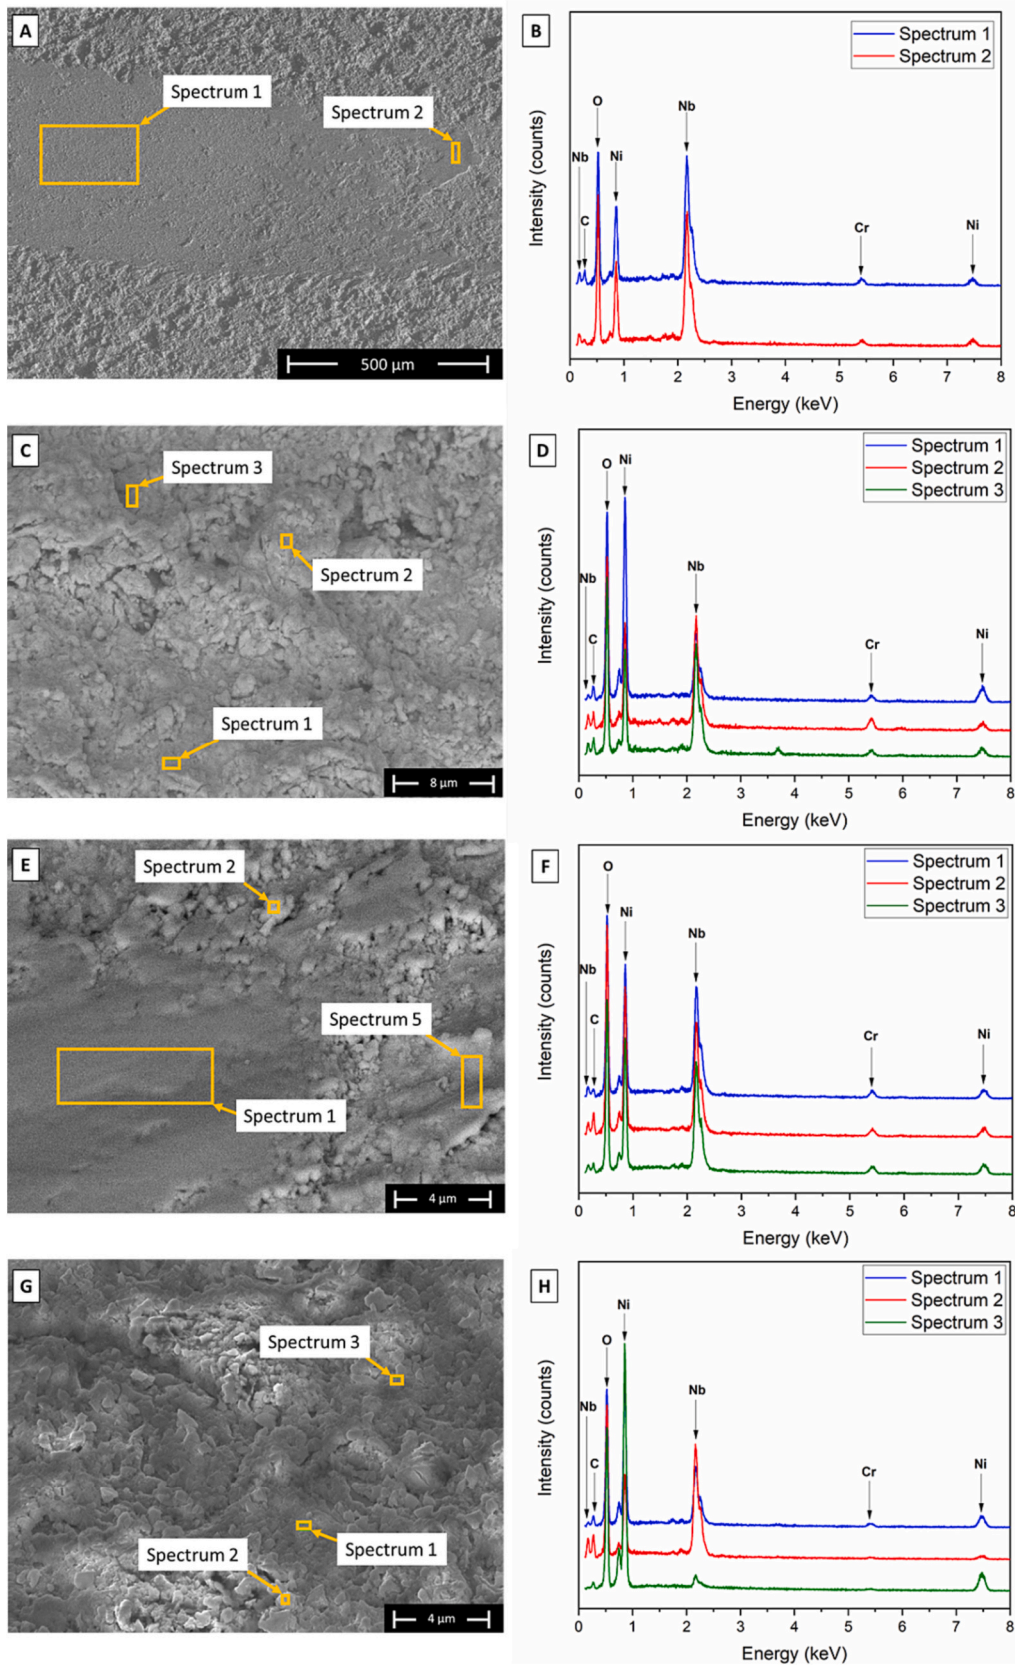 A
Spectrum 1
Spectrum 2
500 µm
B
Spectrum 1
Spectrum 2
O
Nb
Nb
Ni
C
Cr
Ni
Intensity (counts)
0 1 2 3 4 5 6 7 8
Energy (keV)
C
Spectrum 3
Spectrum 2
Spectrum 1
8 µm
D
Spectrum 1
Spectrum 2
Spectrum 3
O
Ni
Nb
Nb
C
Cr
Ni
Intensity (counts)
0 1 2 3 4 5 6 7 8
Energy (keV)
E
Spectrum 2
Spectrum 5
Spectrum 1
4 µm
F
Spectrum 1
Spectrum 2
Spectrum 3
O
Ni
Nb
Nb
C
Cr
Ni
Intensity (counts)
0 1 2 3 4 5 6 7 8
Energy (keV)
G
Spectrum 3
Spectrum 1
Spectrum 2
4 µm
H
Spectrum 1
Spectrum 2
Spectrum 3
Ni
O
Nb
Nb
C
Cr
Ni
Intensity (counts)
0 1 2 3 4 5 6 7 8
Energy (keV)